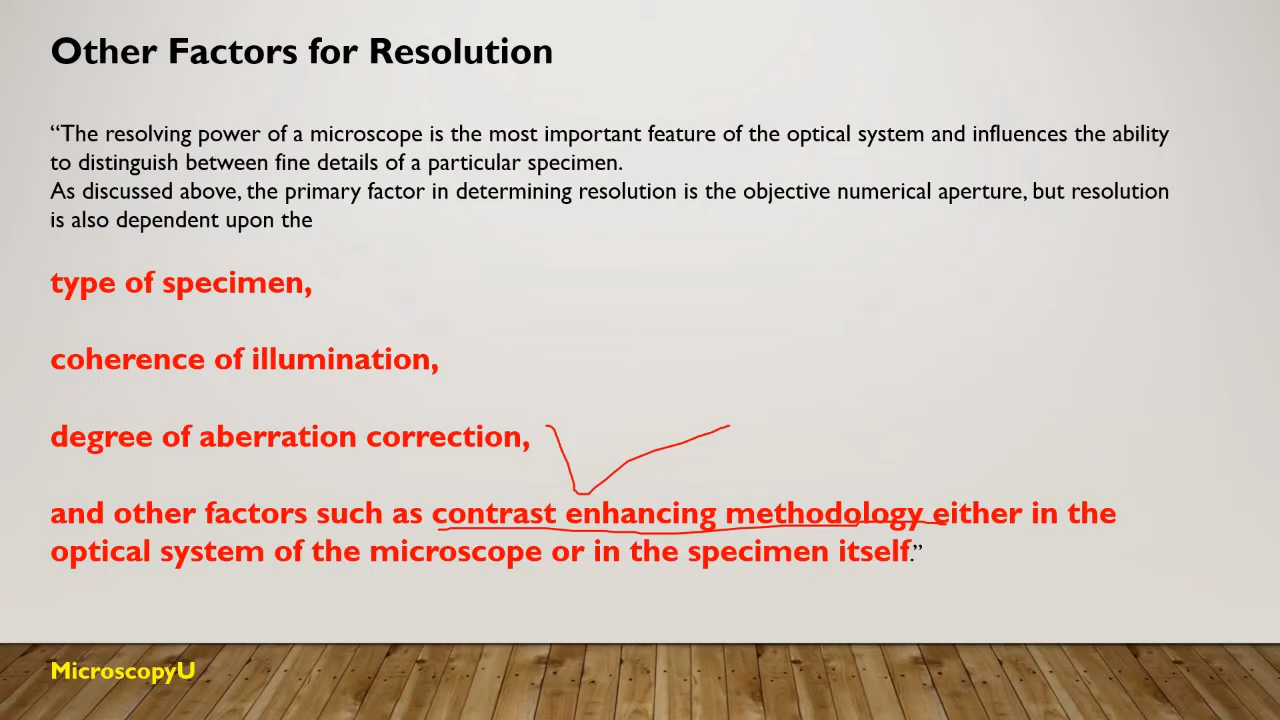 Other Factors for Resolution
“The resolving power of a microscope is the most important feature of the optical system and influences the ability
to distinguish between fine details of a particular specimen.
As discussed above, the primary factor in determining resolution is the objective numerical aperture, but resolution
is also dependent upon the
type of specimen,
coherence of illumination,
degree of aberration correction,
and other factors such as contrast enhancing methodology either in the
optical system of the microscope or in the specimen itself.”
MicroscopyU